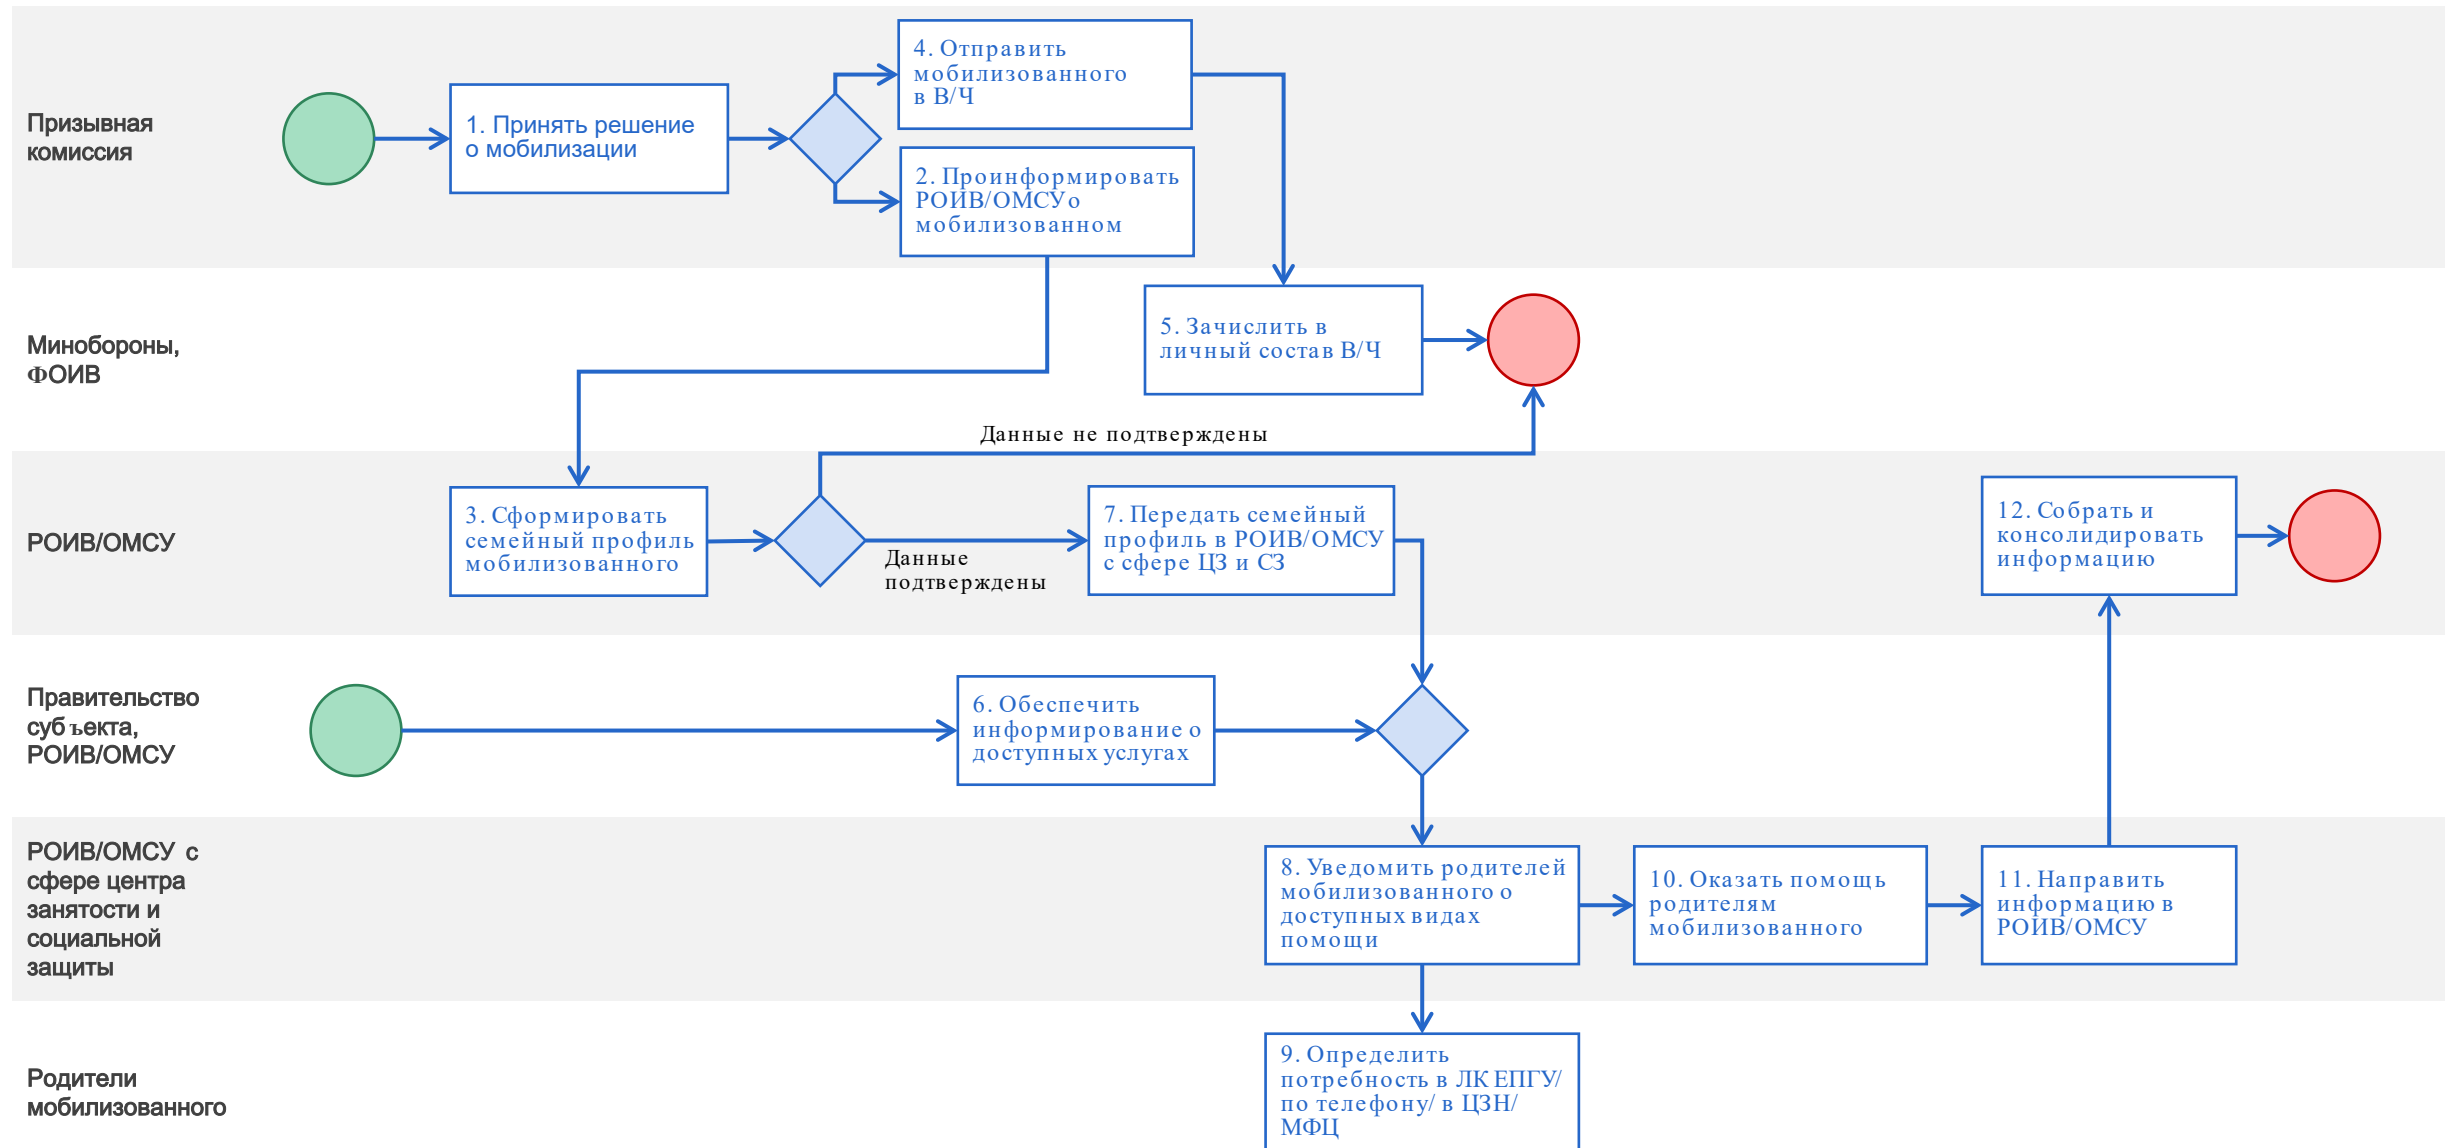 Призывная
комиссия
1. Принять решение
о мобилизации
4. Отправить
мобилизованного
в В/Ч
2. Проинформировать
РОИВ/ОМСУ о
мобилизованном
Минобороны,
ФОИВ
5. Зачислить в
личный состав В/Ч
Данные не подтверждены
РОИВ/ОМСУ
3. Сформировать
семейный профиль
мобилизованного
Данные
подтверждены
7. Передать семейный
профиль в РОИВ/ОМСУ
с сфере ЦЗ и СЗ
12. Собрать и
консолидировать
информацию
Правительство
субъекта,
РОИВ/ОМСУ
6. Обеспечить
информирование о
доступных услугах
РОИВ/ОМСУ с
сфере центра
занятости и
социальной
защиты
8. Уведомить родителей
мобилизованного о
доступных видах
помощи
10. Оказать помощь
родителям
мобилизованного
11. Направить
информацию в
РОИВ/ОМСУ
Родители
мобилизованного
9. Определить
потребность в ЛК ЕПГУ/
по телефону/ в ЦЗН/
МФЦ